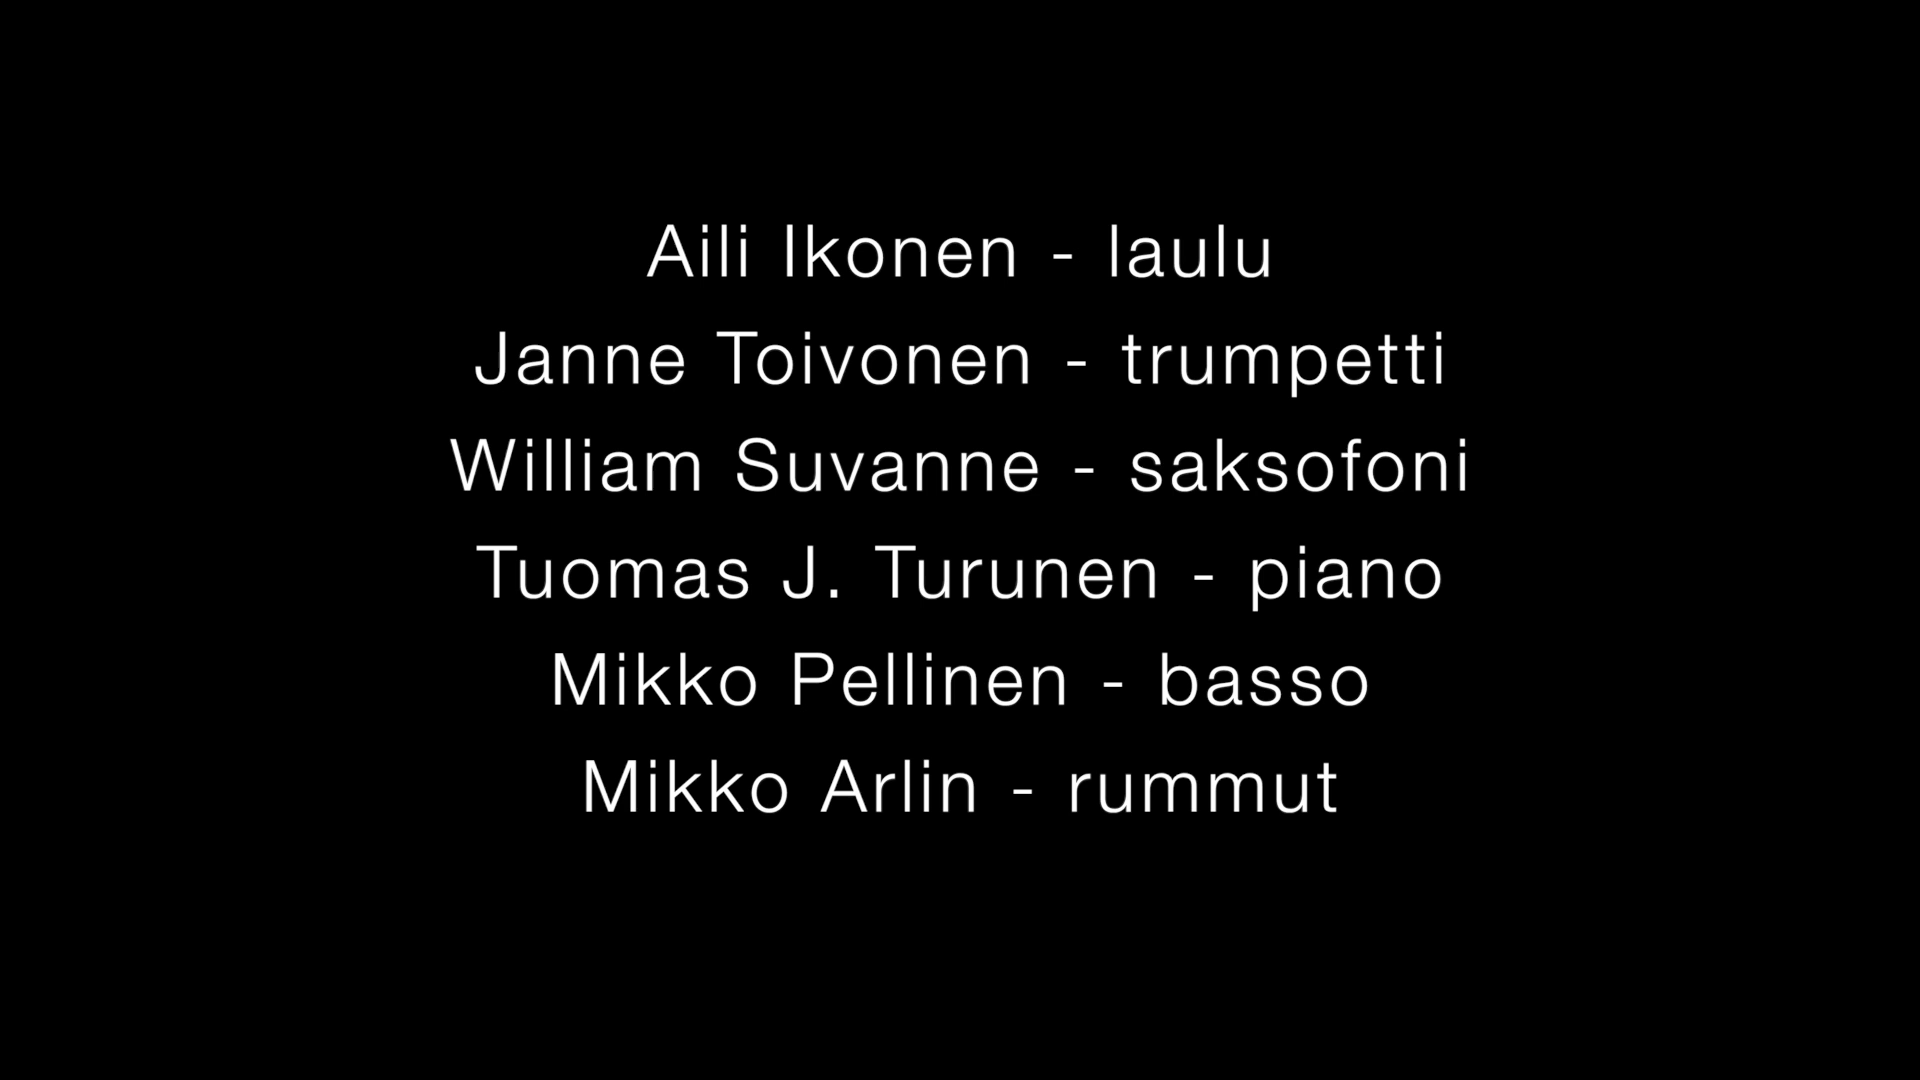 Aili Ikonen - laulu
Janne Toivonen - trumpetti
William Suvanne - saksofoni
Tuomas J. Turunen - piano
Mikko Pellinen - basso
Mikko Arlin - rummut